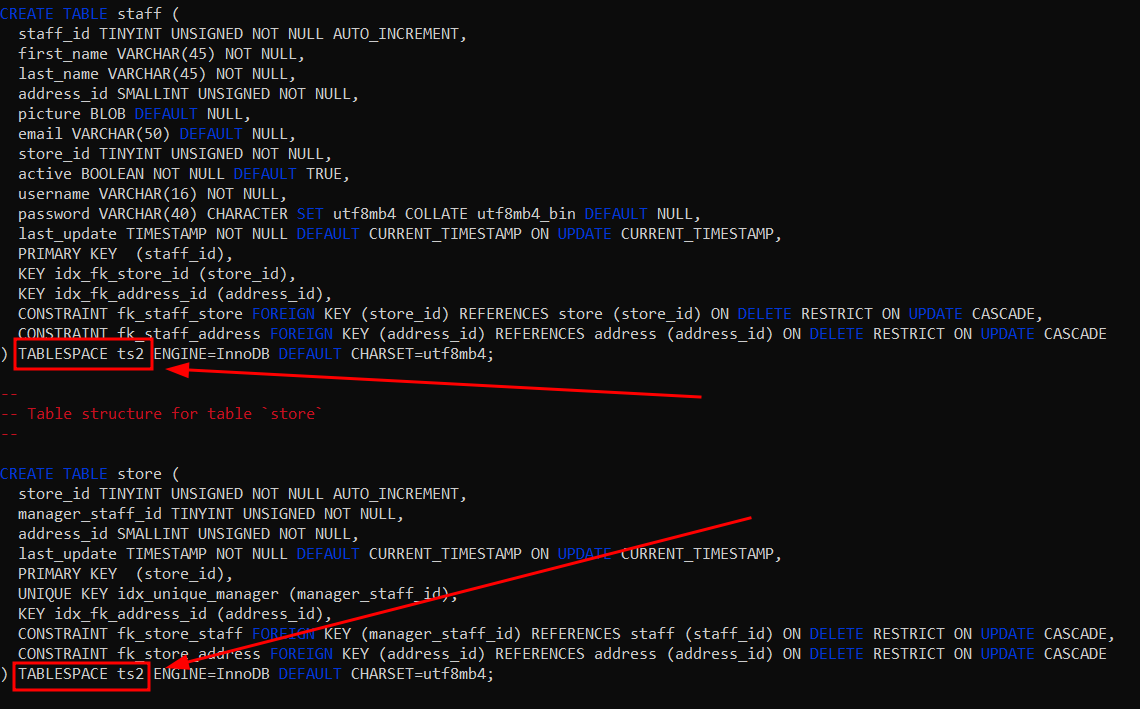 CREATE TABLE staff (
  staff_id TINYINT UNSIGNED NOT NULL AUTO_INCREMENT,
  first_name VARCHAR(45) NOT NULL,
  last_name VARCHAR(45) NOT NULL,
  address_id SMALLINT UNSIGNED NOT NULL,
  picture BLOB DEFAULT NULL,
  email VARCHAR(50) DEFAULT NULL,
  store_id TINYINT UNSIGNED NOT NULL,
  active BOOLEAN NOT NULL DEFAULT TRUE,
  username VARCHAR(16) NOT NULL,
  password VARCHAR(40) CHARACTER SET utf8mb4 COLLATE utf8mb4_bin DEFAULT NULL,
  last_update TIMESTAMP NOT NULL DEFAULT CURRENT_TIMESTAMP ON UPDATE CURRENT_TIMESTAMP,
  PRIMARY KEY  (staff_id),
  KEY idx_fk_store_id (store_id),
  KEY idx_fk_address_id (address_id),
  CONSTRAINT fk_staff_store FOREIGN KEY (store_id) REFERENCES store (store_id) ON DELETE RESTRICT ON UPDATE CASCADE,
  CONSTRAINT fk_staff_address FOREIGN KEY (address_id) REFERENCES address (address_id) ON DELETE RESTRICT ON UPDATE CASCADE
) TABLESPACE ts2 ENGINE=InnoDB DEFAULT CHARSET=utf8mb4;
--
-- Table structure for table `store`
--
CREATE TABLE store (
  store_id TINYINT UNSIGNED NOT NULL AUTO_INCREMENT,
  manager_staff_id TINYINT UNSIGNED NOT NULL,
  address_id SMALLINT UNSIGNED NOT NULL,
  last_update TIMESTAMP NOT NULL DEFAULT CURRENT_TIMESTAMP ON UPDATE CURRENT_TIMESTAMP,
  PRIMARY KEY  (store_id),
  UNIQUE KEY idx_unique_manager (manager_staff_id),
  KEY idx_fk_address_id (address_id),
  CONSTRAINT fk_store_staff FOREIGN KEY (manager_staff_id) REFERENCES staff (staff_id) ON DELETE RESTRICT ON UPDATE CASCADE,
  CONSTRAINT fk_store_address FOREIGN KEY (address_id) REFERENCES address (address_id) ON DELETE RESTRICT ON UPDATE CASCADE
) TABLESPACE ts2 ENGINE=InnoDB DEFAULT CHARSET=utf8mb4;